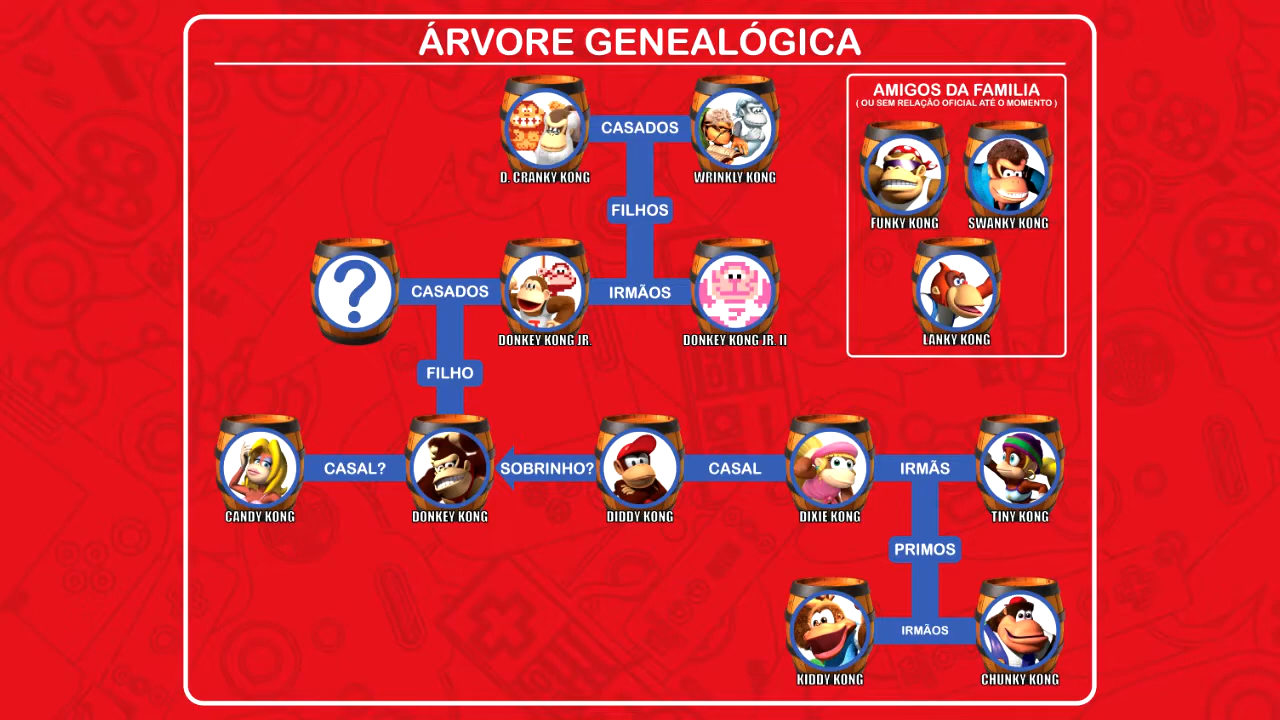 ÁRVORE GENEALÓGICA
AMIGOS DA FAMILIA
( OU SEM RELAÇÃO OFICIAL ATÉ O MOMENTO )
CASADOS
D. CRANKY KONG
WRINKLY KONG
FUNKY KONG
SWANKY KONG
FILHOS
LANKY KONG
?
CASADOS
IRMÃOS
DONKEY KONG JR.
DONKEY KONG JR. II
FILHO
CASAL?
SOBRINHO?
CASAL
IRMÃS
CANDY KONG
DONKEY KONG
DIDDY KONG
DIXIE KONG
TINY KONG
PRIMOS
IRMÃOS
KIDDY KONG
CHUNKY KONG